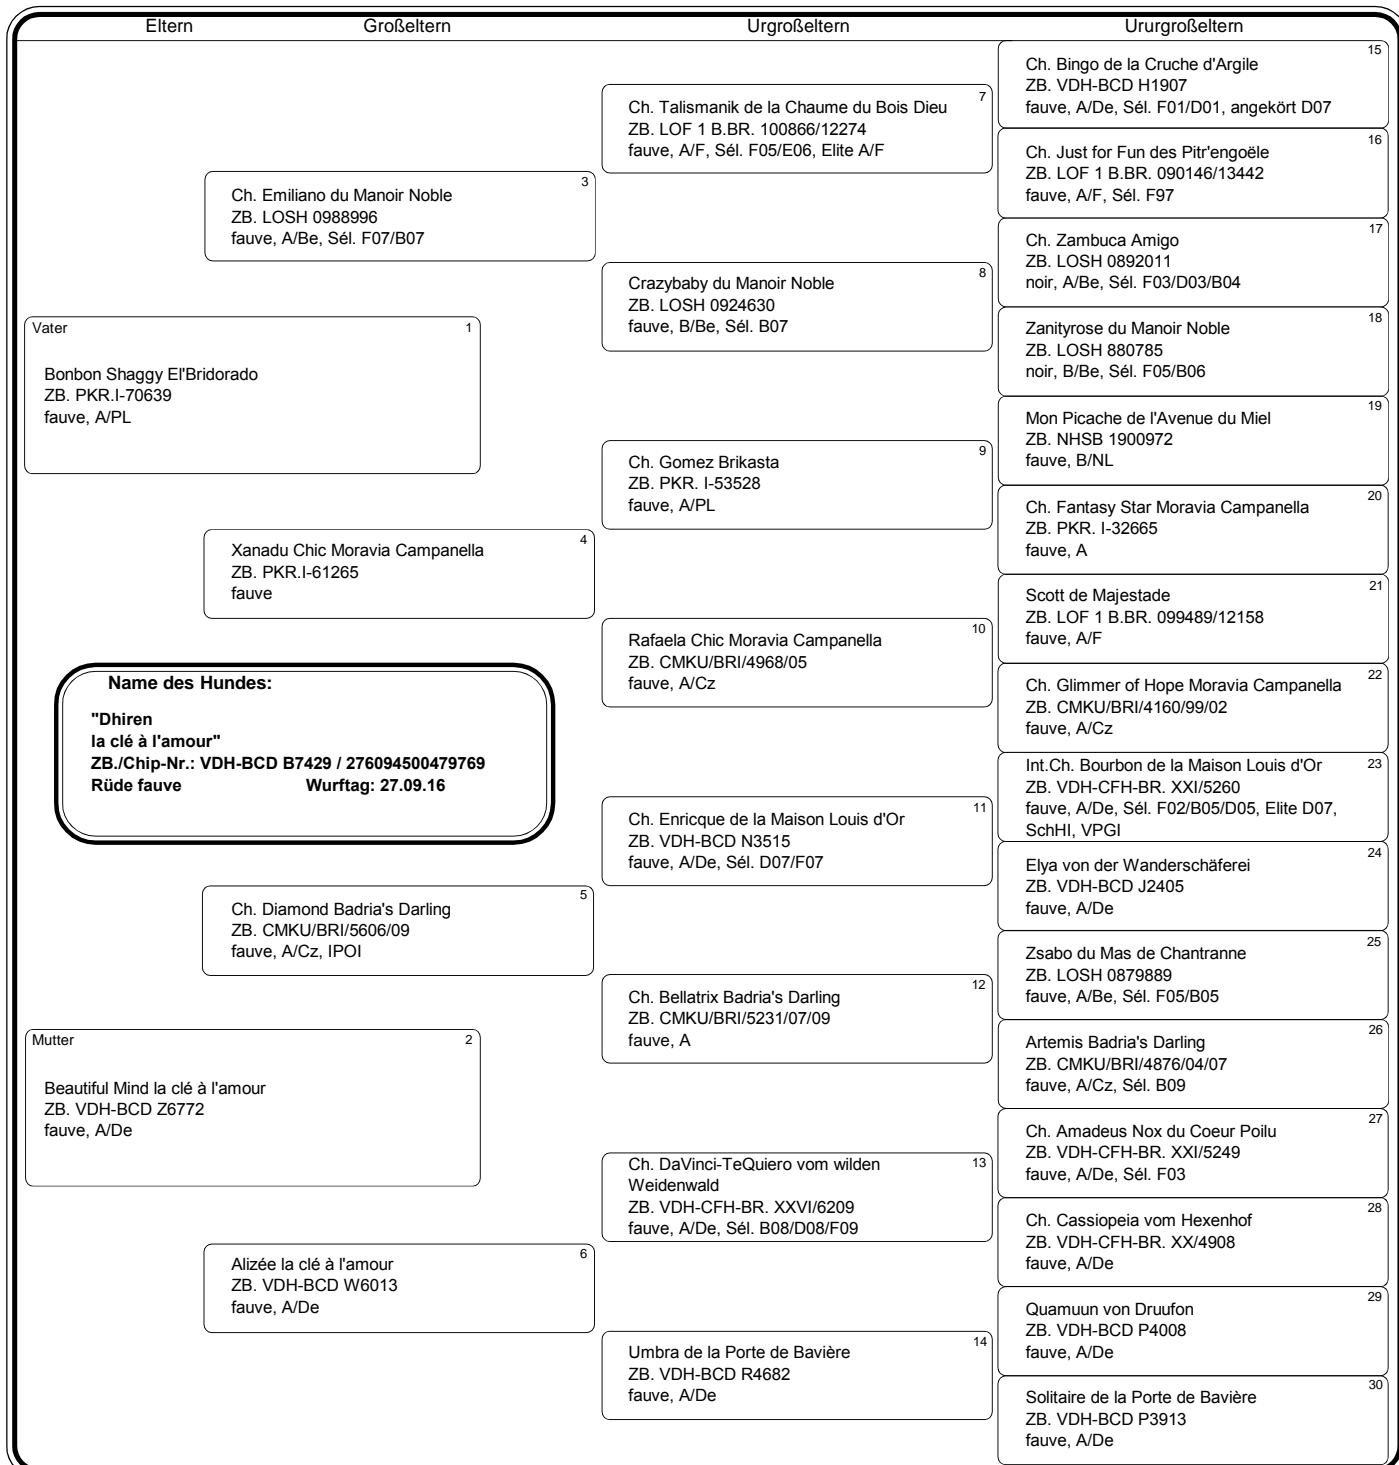 Eltern Großeltern Urgroßeltern Ururgroßeltern
Vater 1
Bonbon Shaggy El'Bridorado
ZB. PKR.I-70639
fauve, A/PL
Mutter 2
Beautiful Mind la clé à l'amour
ZB. VDH-BCD Z6772
fauve, A/De
3
Ch. Emiliano du Manoir Noble
ZB. LOSH 0988996
fauve, A/Be, Sél. F07/B07
4
Xanadu Chic Moravia Campanella
ZB. PKR.I-61265
fauve
Name des Hundes:
"Dhiren
la clé à l'amour"
ZB./Chip-Nr.: VDH-BCD B7429 / 276094500479769
Rüde fauve Wurftag: 27.09.16
5
Ch. Diamond Badria's Darling
ZB. CMKU/BRI/5606/09
fauve, A/Cz, IPOI
6
Alizée la clé à l'amour
ZB. VDH-BCD W6013
fauve, A/De
7
Ch. Talismanik de la Chaume du Bois Dieu
ZB. LOF 1 B.BR. 100866/12274
fauve, A/F, Sél. F05/E06, Elite A/F
8
Crazybaby du Manoir Noble
ZB. LOSH 0924630
fauve, B/Be, Sél. B07
9
Ch. Gomez Brikasta
ZB. PKR. I-53528
fauve, A/PL
10
Rafaela Chic Moravia Campanella
ZB. CMKU/BRI/4968/05
fauve, A/Cz
11
Ch. Enricque de la Maison Louis d'Or
ZB. VDH-BCD N3515
fauve, A/De, Sél. D07/F07
12
Ch. Bellatrix Badria's Darling
ZB. CMKU/BRI/5231/07/09
fauve, A
13
Ch. DaVinci-TeQuiero vom wilden
Weidenwald
ZB. VDH-CFH-BR. XXVI/6209
fauve, A/De, Sél. B08/D08/F09
14
Umbra de la Porte de Bavière
ZB. VDH-BCD R4682
fauve, A/De
15
Ch. Bingo de la Cruche d'Argile
ZB. VDH-BCD H1907
fauve, A/De, Sél. F01/D01, angekört D07
16
Ch. Just for Fun des Pitr'engoële
ZB. LOF 1 B.BR. 090146/13442
fauve, A/F, Sél. F97
17
Ch. Zambuca Amigo
ZB. LOSH 0892011
noir, A/Be, Sél. F03/D03/B04
18
Zanityrose du Manoir Noble
ZB. LOSH 880785
noir, B/Be, Sél. F05/B06
19
Mon Picache de l'Avenue du Miel
ZB. NHSB 1900972
fauve, B/NL
20
Ch. Fantasy Star Moravia Campanella
ZB. PKR. I-32665
fauve, A
21
Scott de Majestade
ZB. LOF 1 B.BR. 099489/12158
fauve, A/F
22
Ch. Glimmer of Hope Moravia Campanella
ZB. CMKU/BRI/4160/99/02
fauve, A/Cz
23
Int.Ch. Bourbon de la Maison Louis d'Or
ZB. VDH-CFH-BR. XXI/5260
fauve, A/De, Sél. F02/B05/D05, Elite D07,
SchHI, VPGI
24
Elya von der Wanderschäferei
ZB. VDH-BCD J2405
fauve, A/De
25
Zsabo du Mas de Chantranne
ZB. LOSH 0879889
fauve, A/Be, Sél. F05/B05
26
Artemis Badria's Darling
ZB. CMKU/BRI/4876/04/07
fauve, A/Cz, Sél. B09
27
Ch. Amadeus Nox du Coeur Poilu
ZB. VDH-CFH-BR. XXI/5249
fauve, A/De, Sél. F03
28
Ch. Cassiopeia vom Hexenhof
ZB. VDH-CFH-BR. XX/4908
fauve, A/De
29
Quamuun von Druufon
ZB. VDH-BCD P4008
fauve, A/De
30
Solitaire de la Porte de Bavière
ZB. VDH-BCD P3913
fauve, A/De